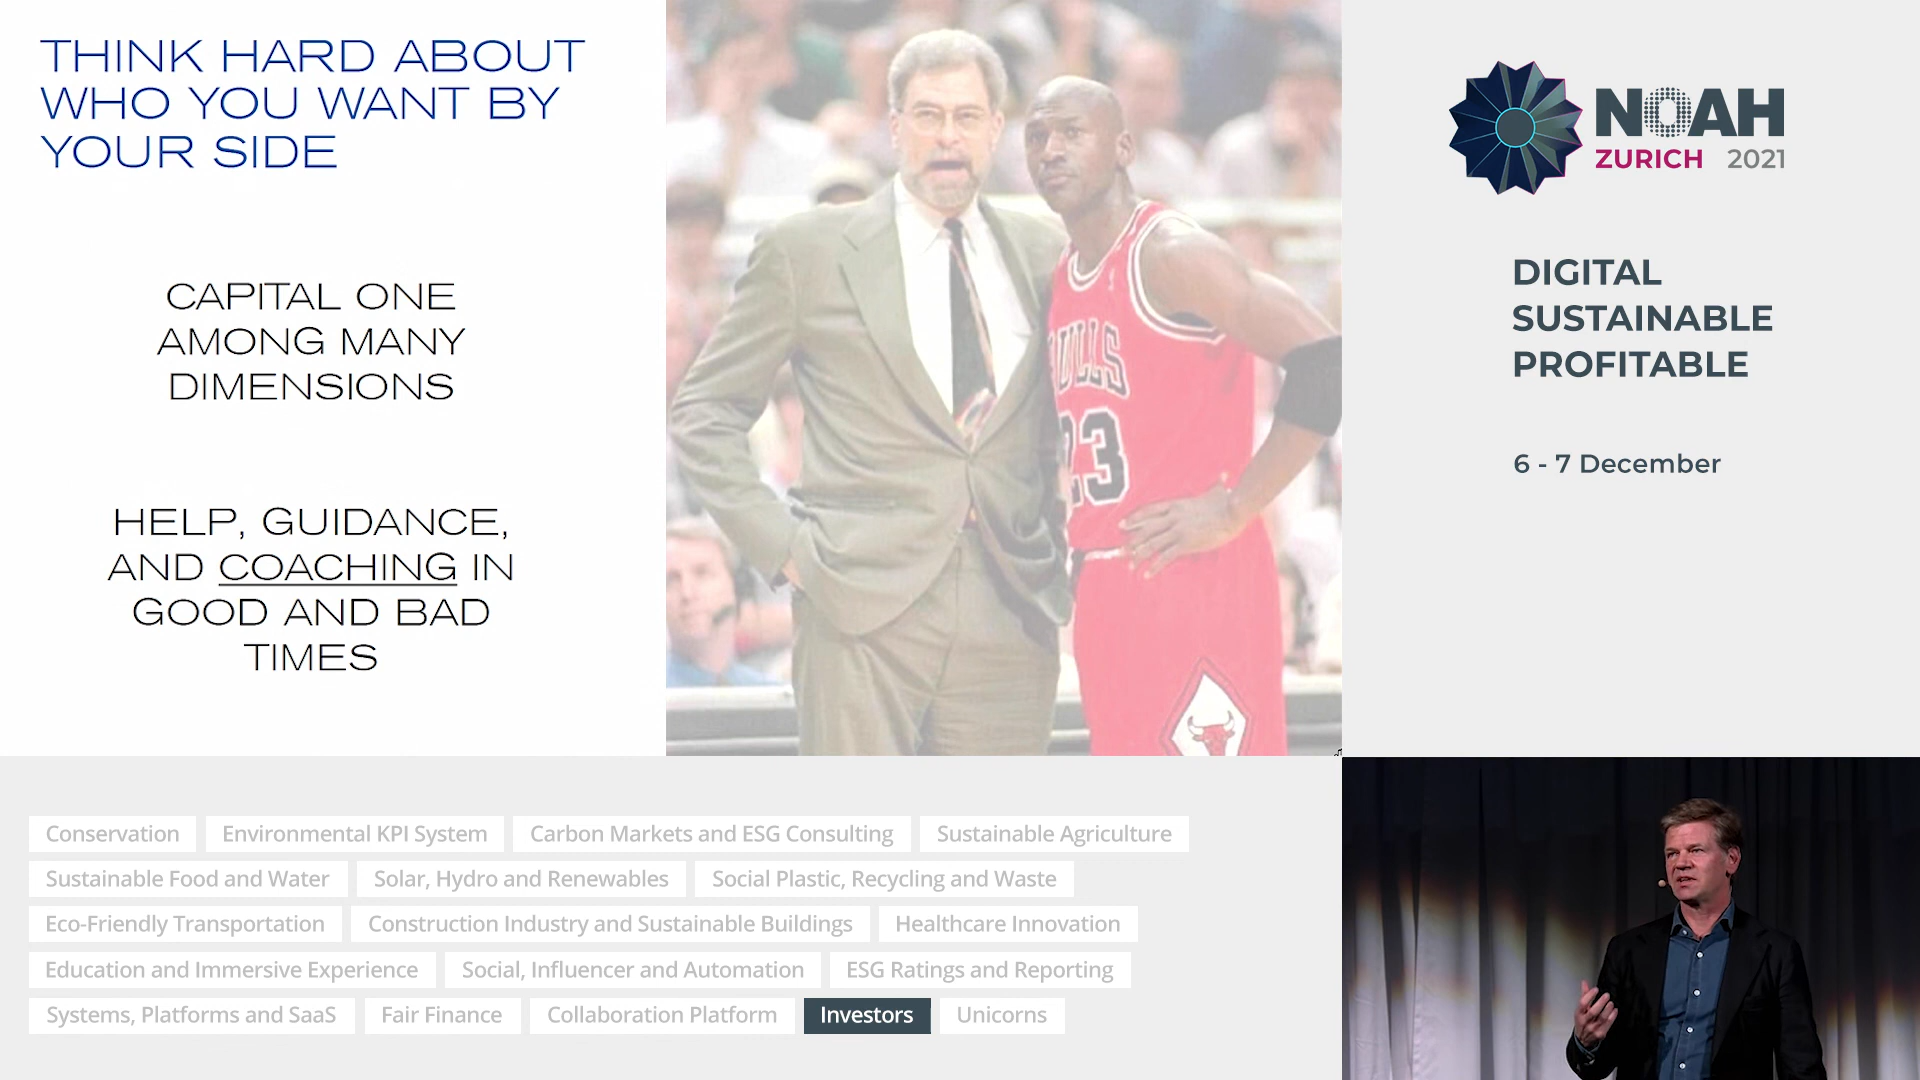 THINK HARD ABOUT
WHO YOU WANT BY
YOUR SIDE
CAPITAL ONE
AMONG MANY
DIMENSIONS
HELP, GUIDANCE,
AND COACHING IN
GOOD AND BAD
TIMES
ULLS
23
NOAH
ZURICH 2021
DIGITAL
SUSTAINABLE
PROFITABLE
6 - 7 December
Conservation
Environmental KPI System
Carbon Markets and ESG Consulting
Sustainable Agriculture
Sustainable Food and Water
Solar, Hydro and Renewables
Social Plastic, Recycling and Waste
Eco-Friendly Transportation
Construction Industry and Sustainable Buildings
Healthcare Innovation
Education and Immersive Experience
Social, Influencer and Automation
ESG Ratings and Reporting
Systems, Platforms and SaaS
Fair Finance
Collaboration Platform
Investors
Unicorns